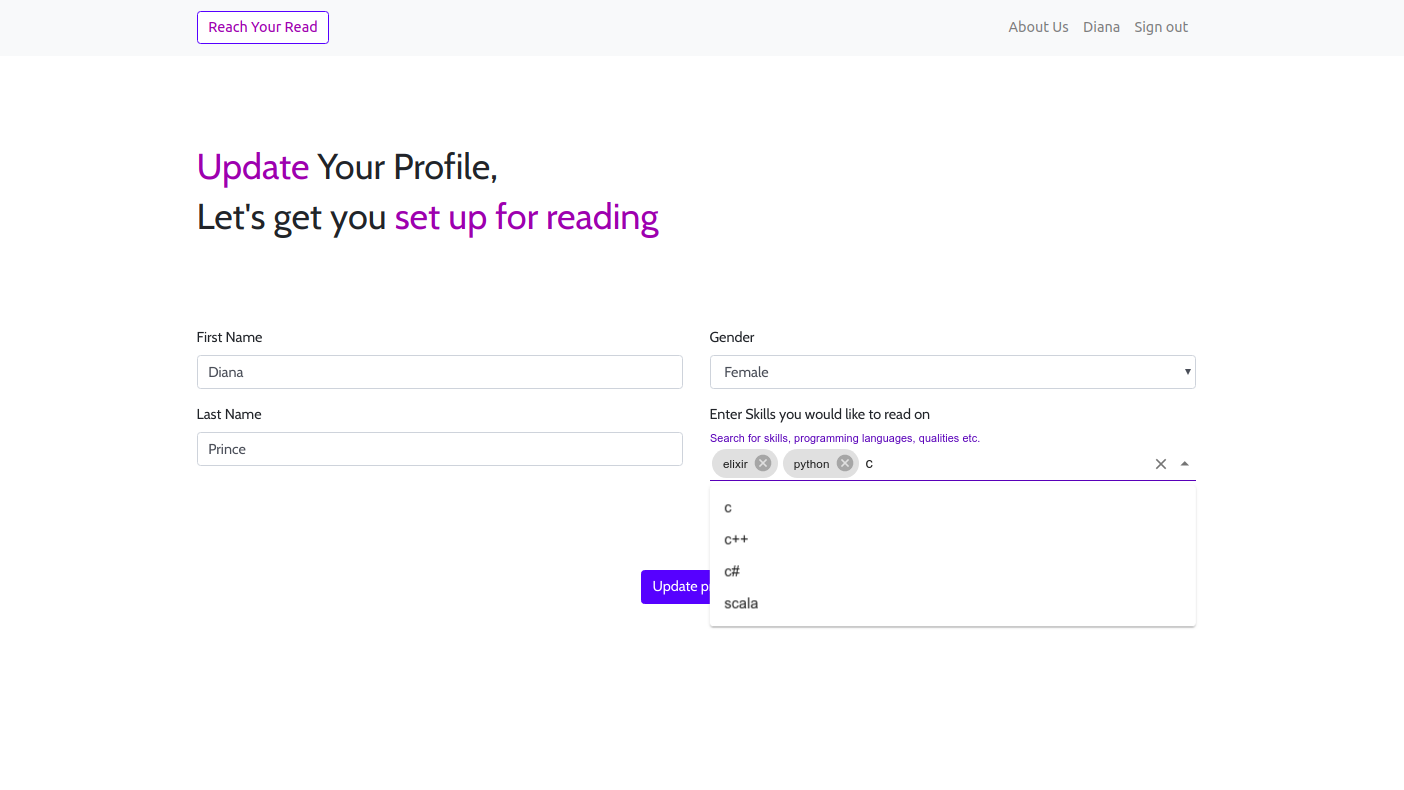 Reach Your Read
About Us Diana Sign out
Update Your Profile,
Let's get you set up for reading
First Name
Diana
Last Name
Prince
Gender
Female
Enter Skills you would like to read on
Search for skills, programming languages, qualities etc.
elixir python c
c
c++
c#
scala
Update p